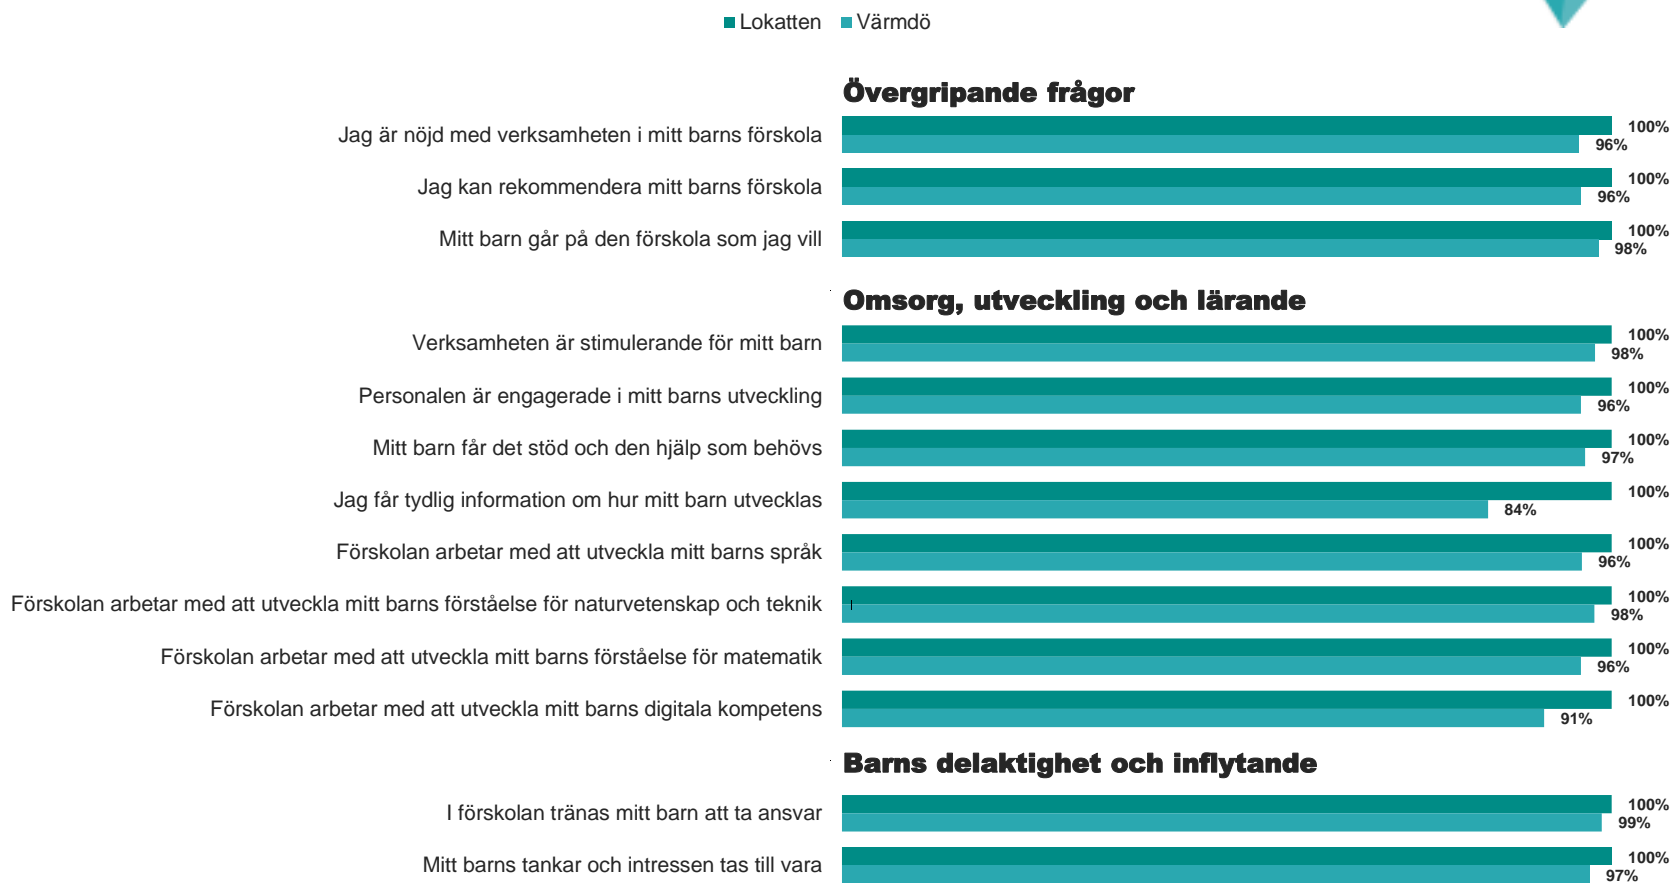 Lokatten Värmdö
Övergripande frågor
Jag är nöjd med verksamheten i mitt barns förskola 100%
96%
Jag kan rekommendera mitt barns förskola 100%
96%
Mitt barn går på den förskola som jag vill 100%
98%
Omsorg, utveckling och lärande
Verksamheten är stimulerande för mitt barn 100%
98%
Personalen är engagerade i mitt barns utveckling 100%
96%
Mitt barn får det stöd och den hjälp som behövs 100%
97%
Jag får tydlig information om hur mitt barn utvecklas 100%
84%
Förskolan arbetar med att utveckla mitt barns språk 100%
96%
Förskolan arbetar med att utveckla mitt barns förståelse för naturvetenskap och teknik 100%
98%
Förskolan arbetar med att utveckla mitt barns förståelse för matematik 100%
96%
Förskolan arbetar med att utveckla mitt barns digitala kompetens 100%
91%
Barns delaktighet och inflytande
I förskolan tränas mitt barn att ta ansvar 100%
99%
Mitt barns tankar och intressen tas till vara 100%
97%